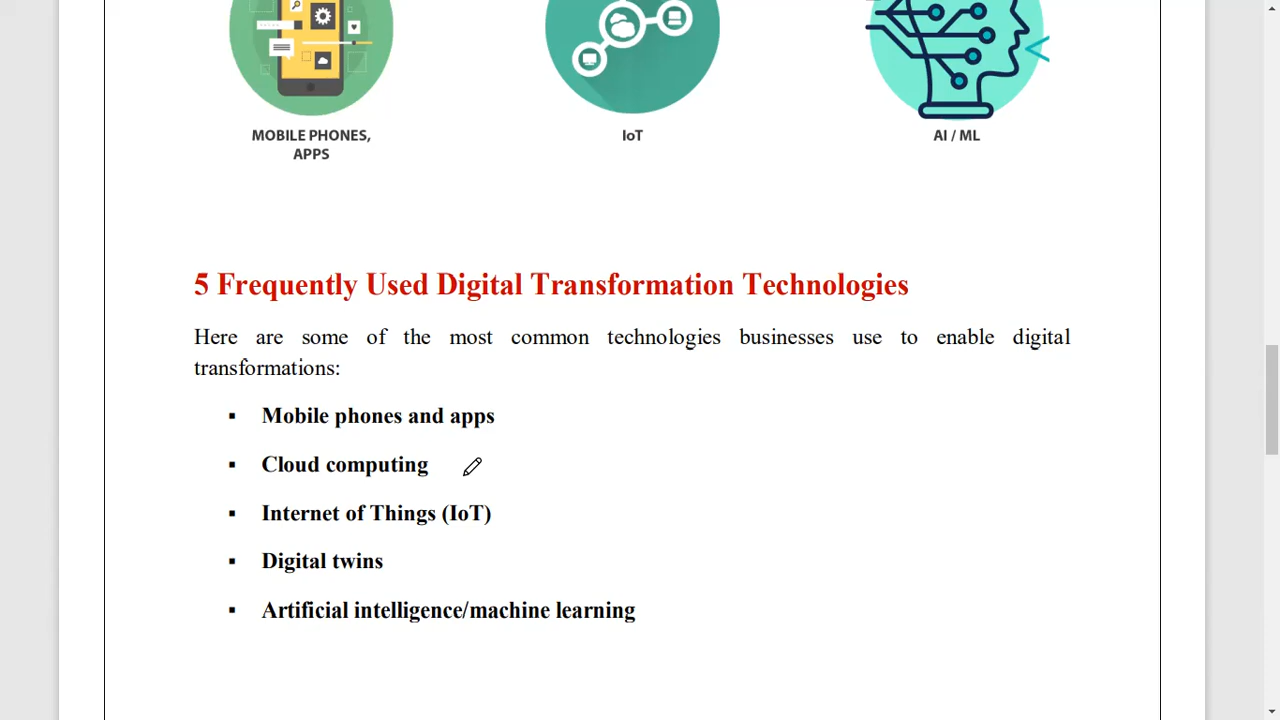 MOBILE PHONES,
APPS
IoT
AI / ML
5 Frequently Used Digital Transformation Technologies
Here are some of the most common technologies businesses use to enable digital
transformations:
▪ Mobile phones and apps
▪ Cloud computing
▪ Internet of Things (IoT)
▪ Digital twins
▪ Artificial intelligence/machine learning